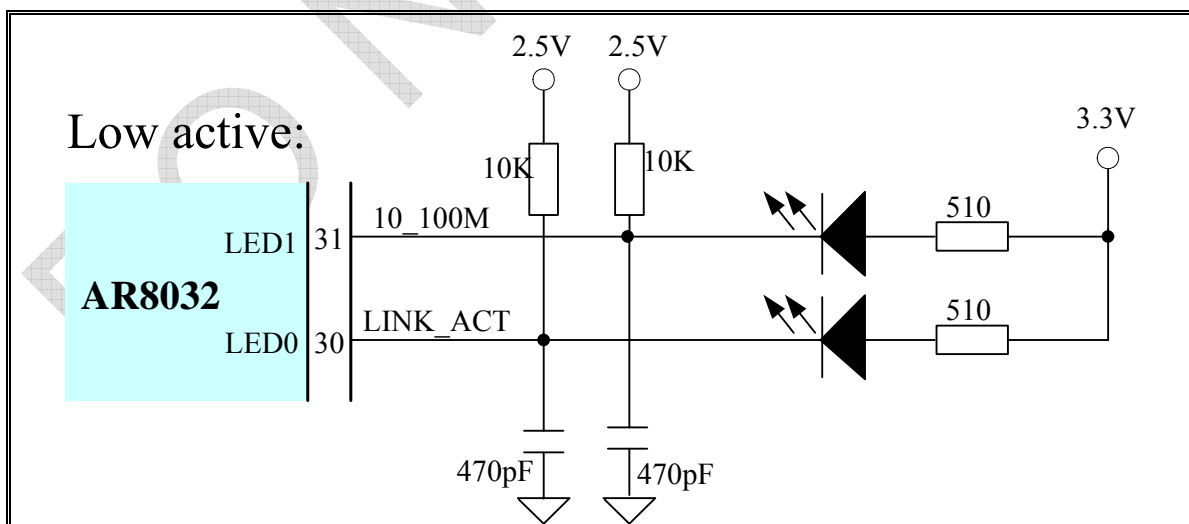 2.5V 2.5V
Low active:
3.3V
10K 10K
510
10_100M
LED1 31
AR8032
LINK_ACT
510
LED0 30
470pF 470pF